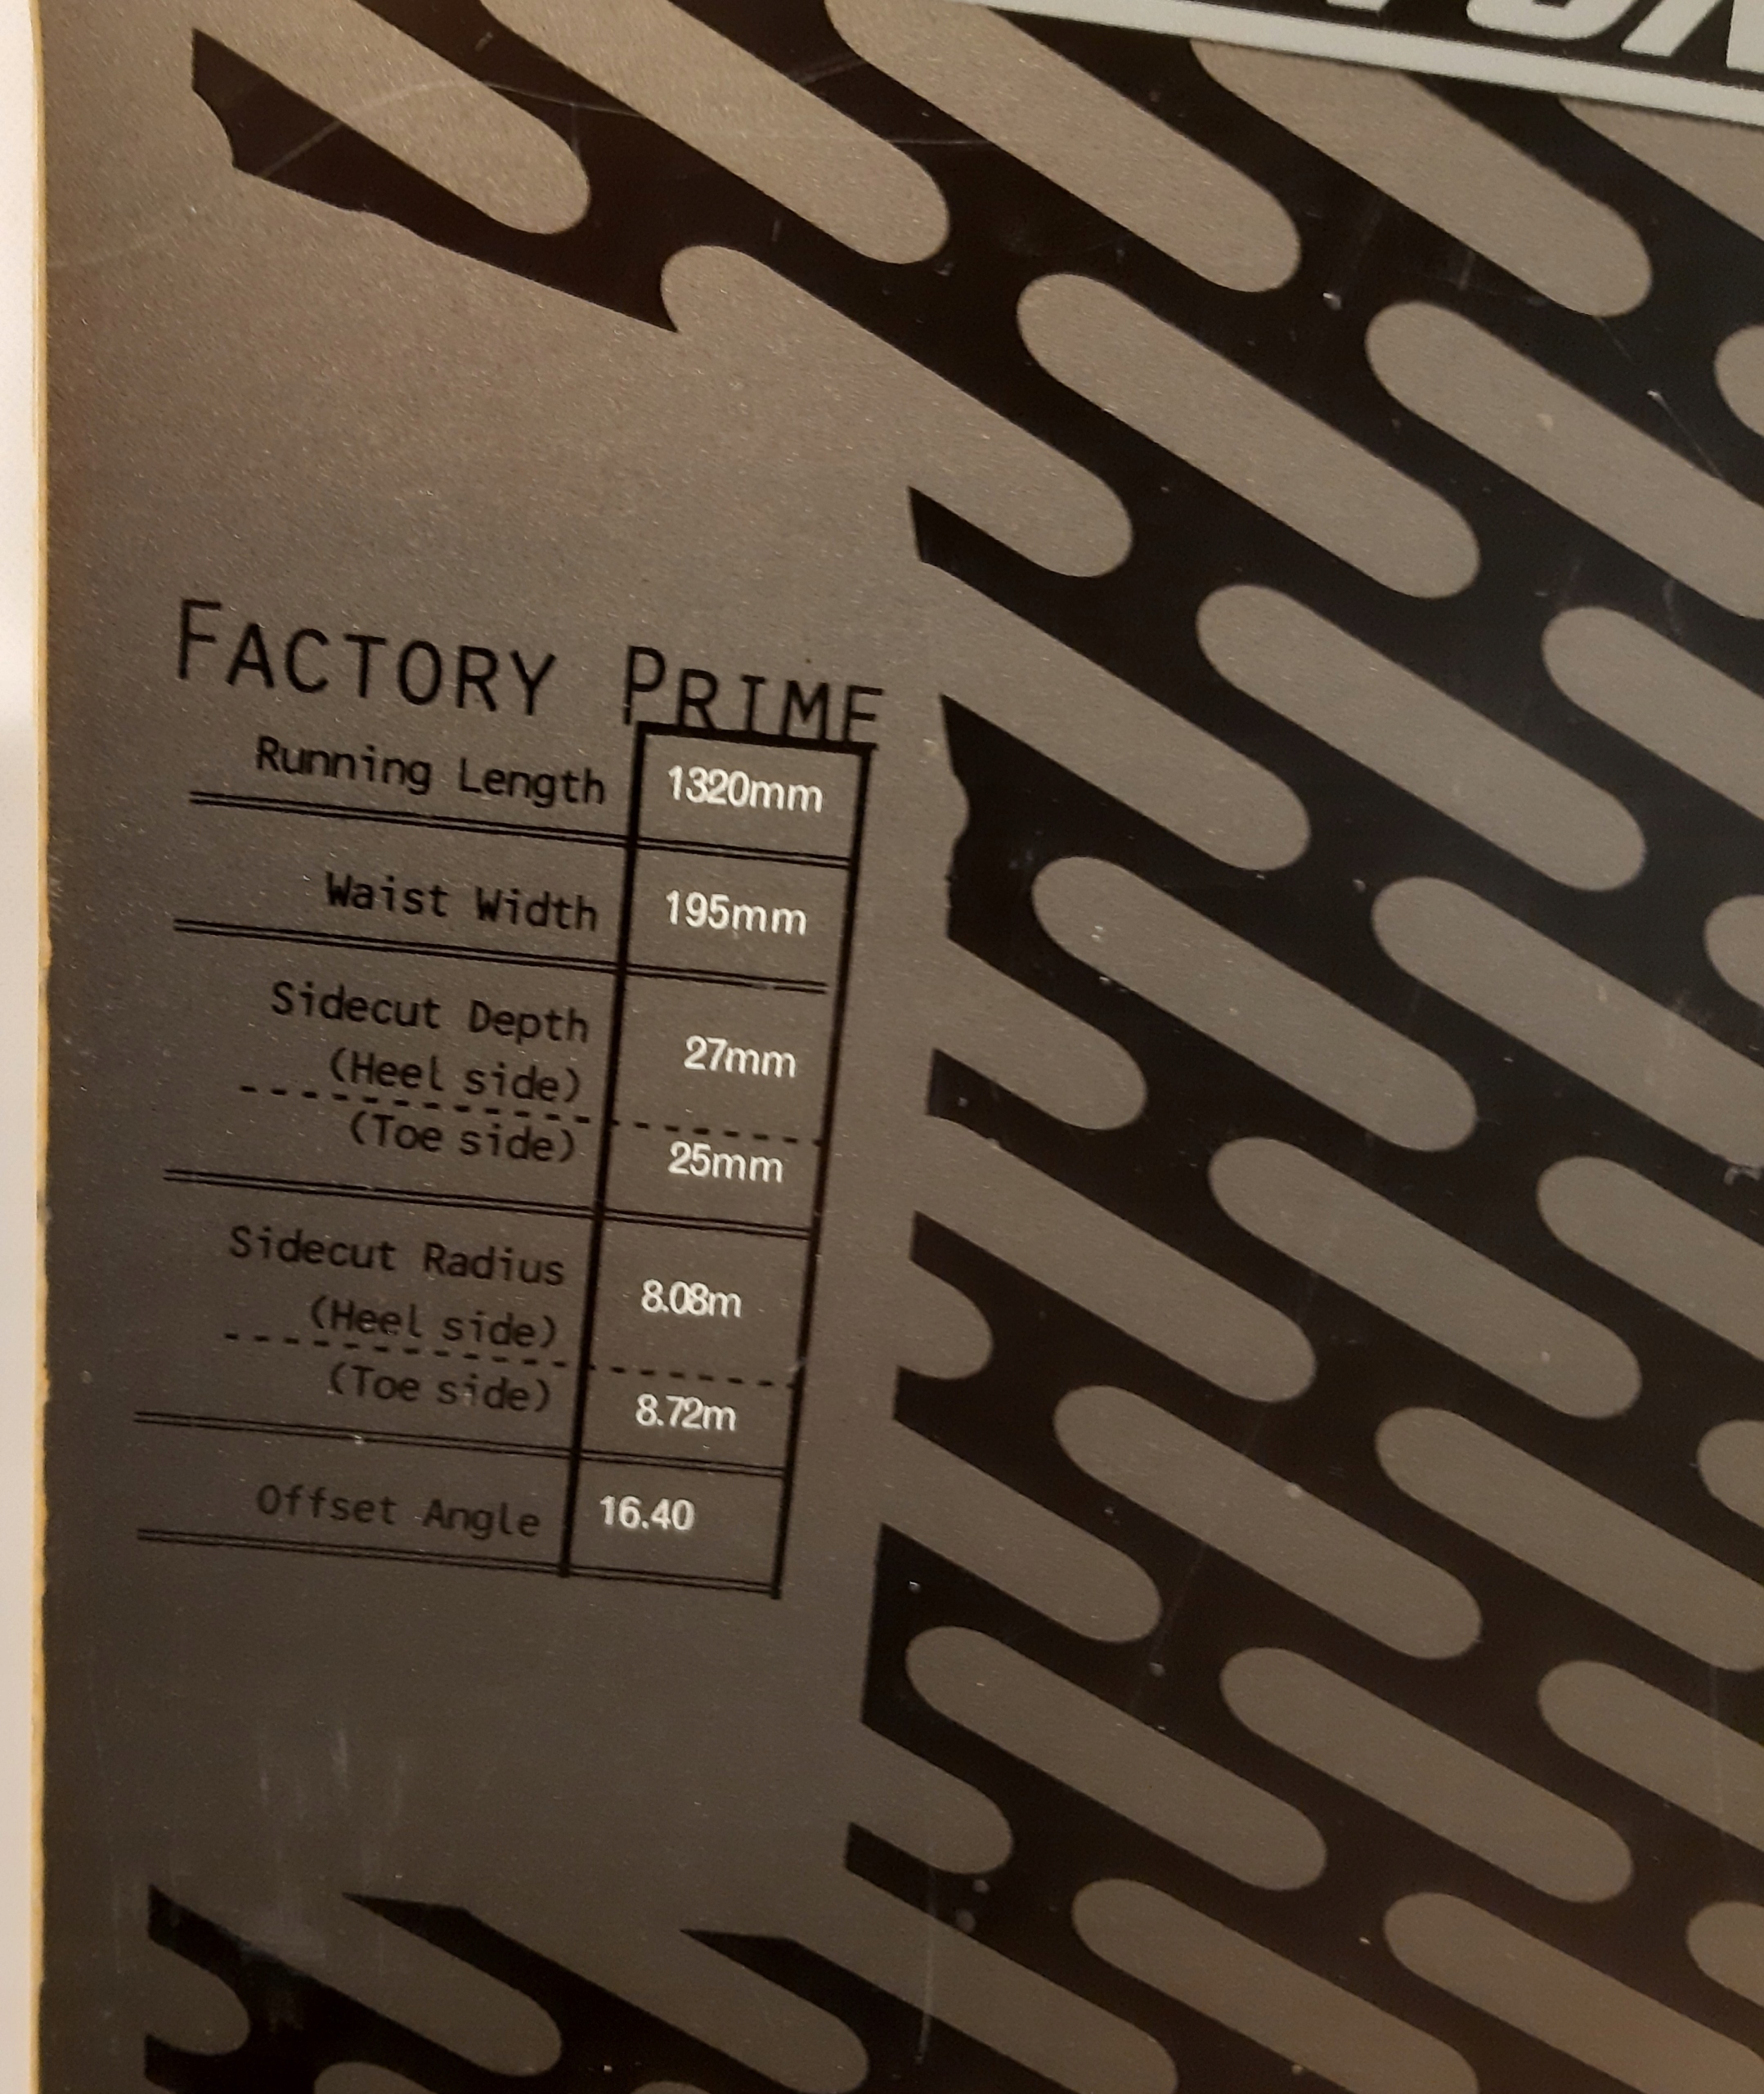 FACTORY PRIME
Running Length 1320mm
Waist Width 195mm
Sidecut Depth
(Heel side) 27mm
(Toe side) 25mm
Sidecut Radius
(Heel side) 8.08m
(Toe side) 8.72m
Offset Angle 16.40